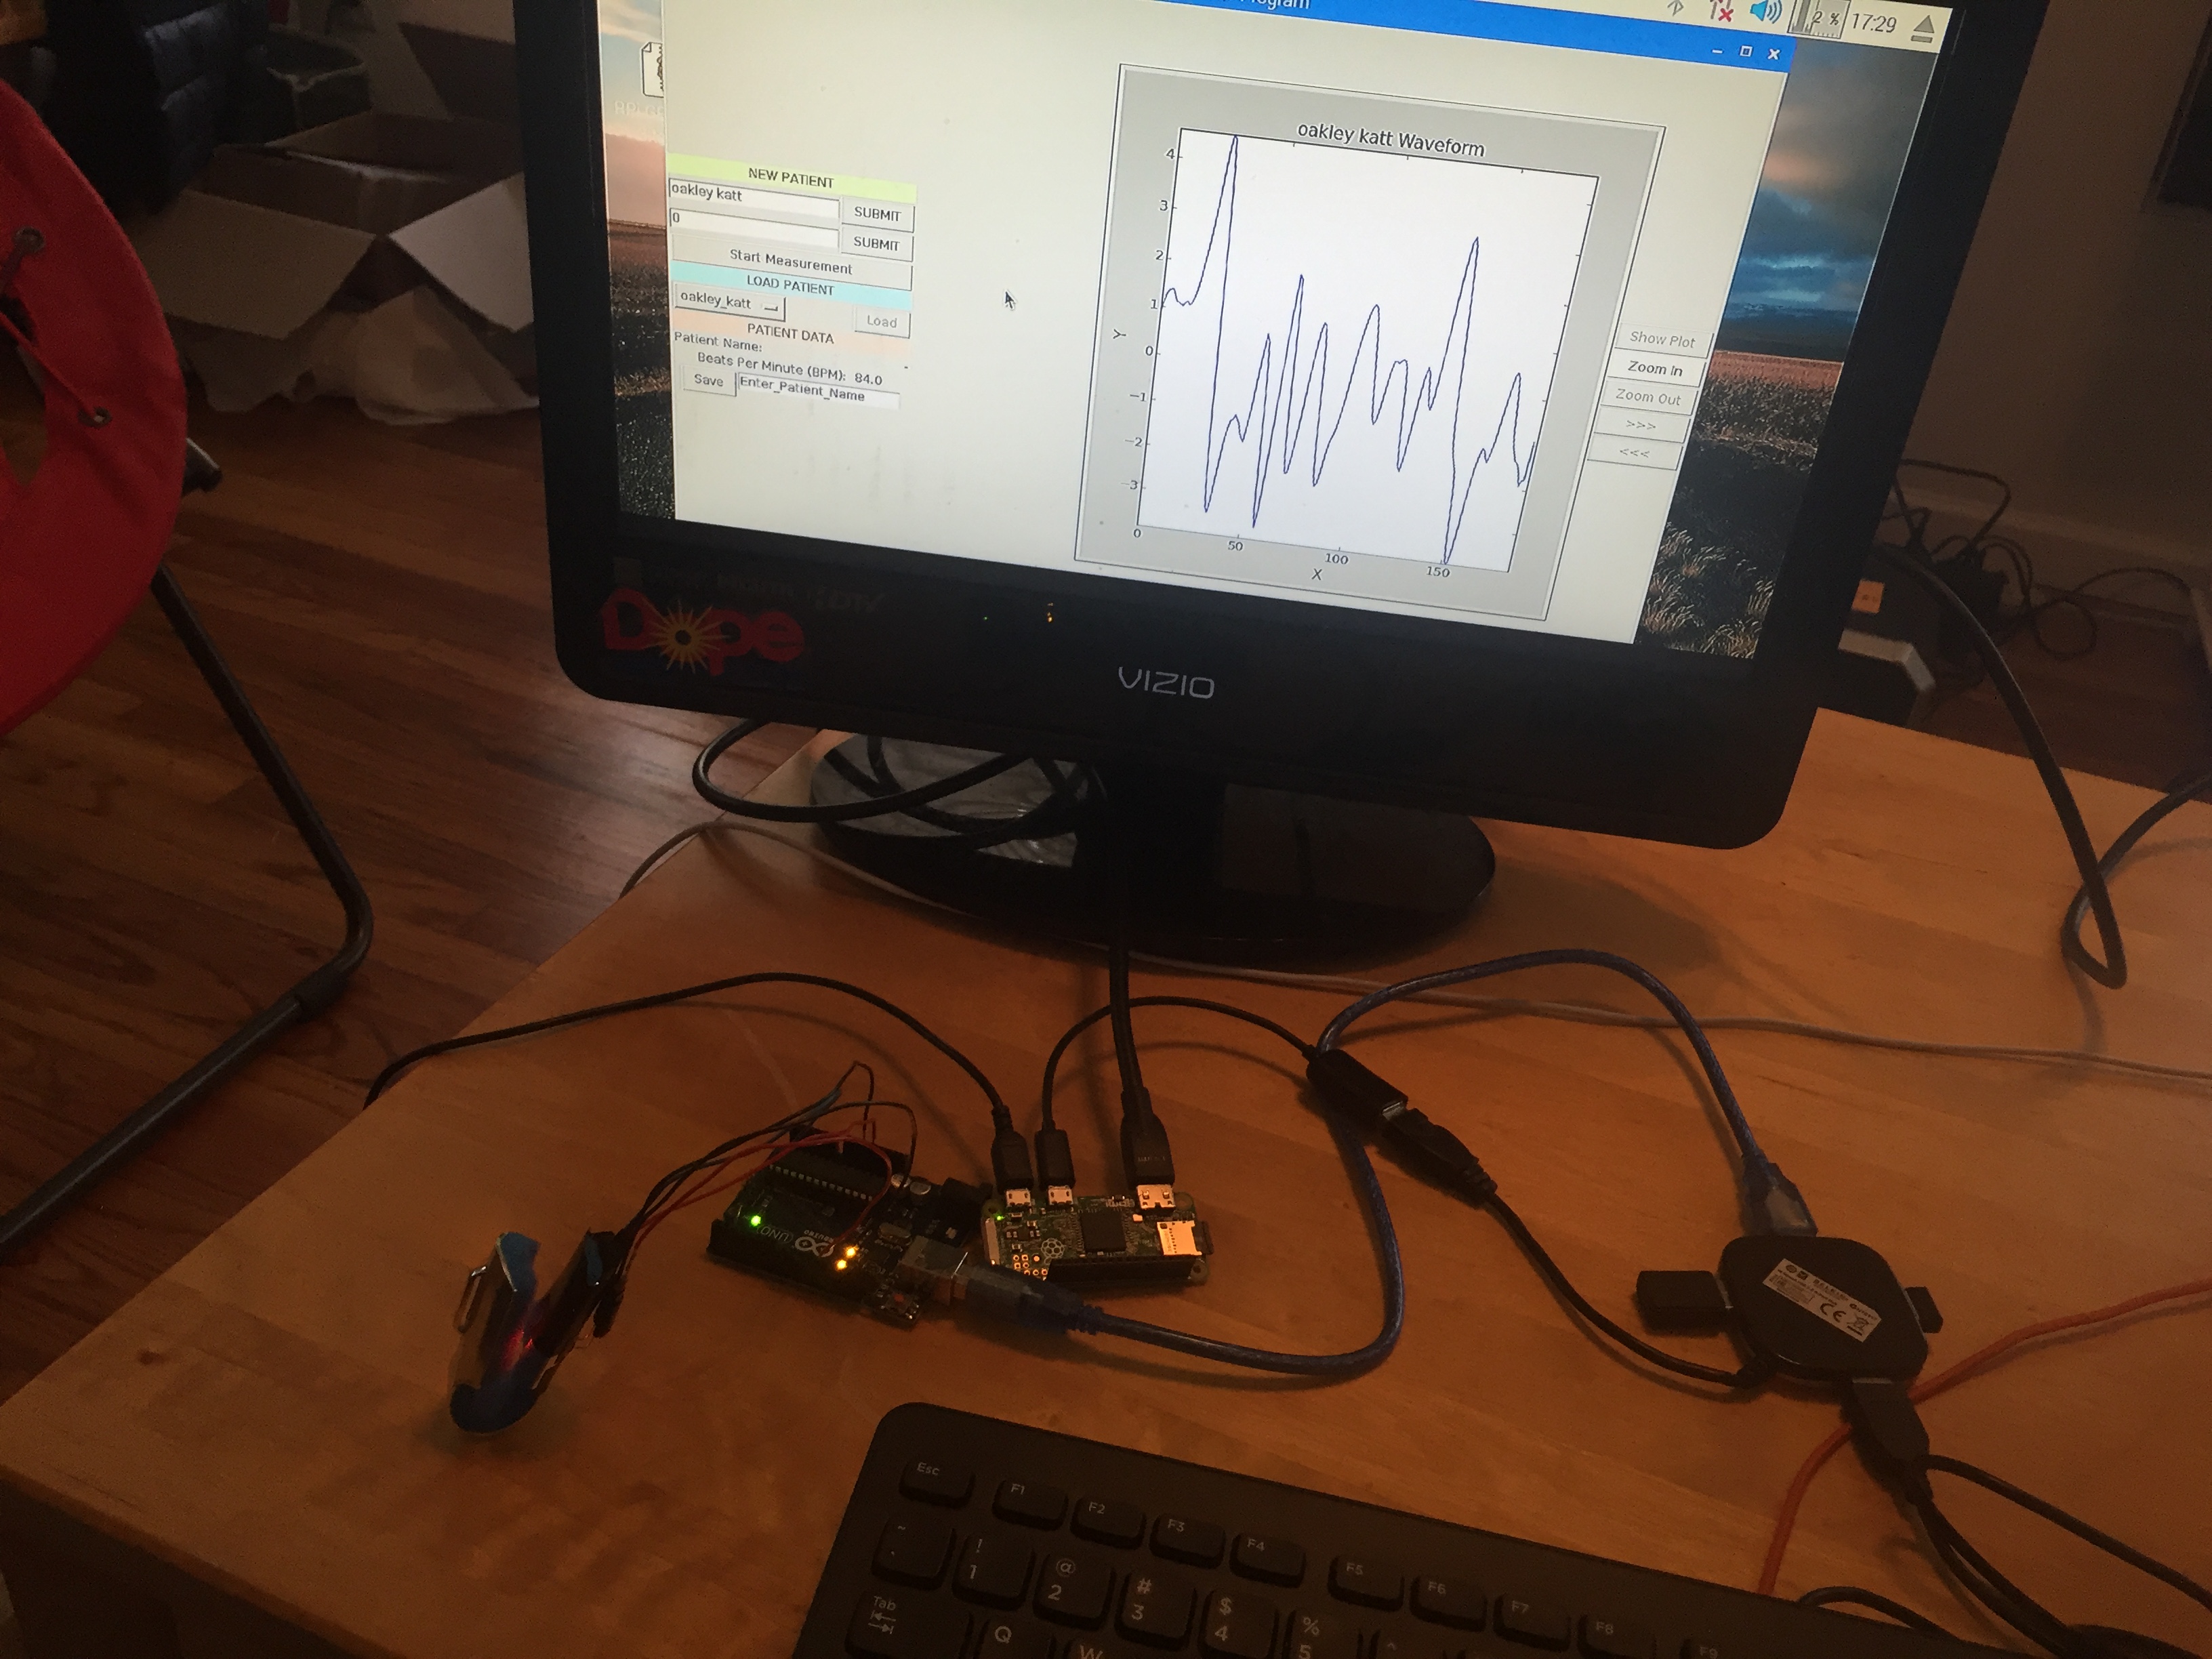 2 %
17:29
NEW PATIENT
oakley katt
SUBMIT
0
SUBMIT
Start Measurement
LOAD PATIENT
oakley_katt
Load
PATIENT DATA
Patient Name:
Beats Per Minute (BPM): 84.0
Save
Enter_Patient_Name
oakley katt Waveform
4
3
2
1
0
−1
−2
−3
Y
0
50
100
150
X
Show Plot
Zoom In
Zoom Out
>>>
<<<
Dope
VIZIO
UNO
CE
Esc
F1
F2
F3
F4
F5
F6
F7
F8
F9
~
!
1
@
2
#
3
$
4
%
5
^
Tab
Q
W